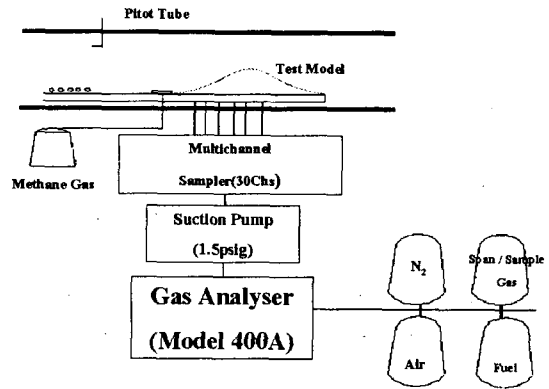 Pitot Tube
Test Model
Methane Gas
Multichannel
Sampler(30Chs)
Suction Pump
(1.5psig)
Gas Analyser
(Model 400A)
N2
Span / Sample
Gas
Air
Fuel